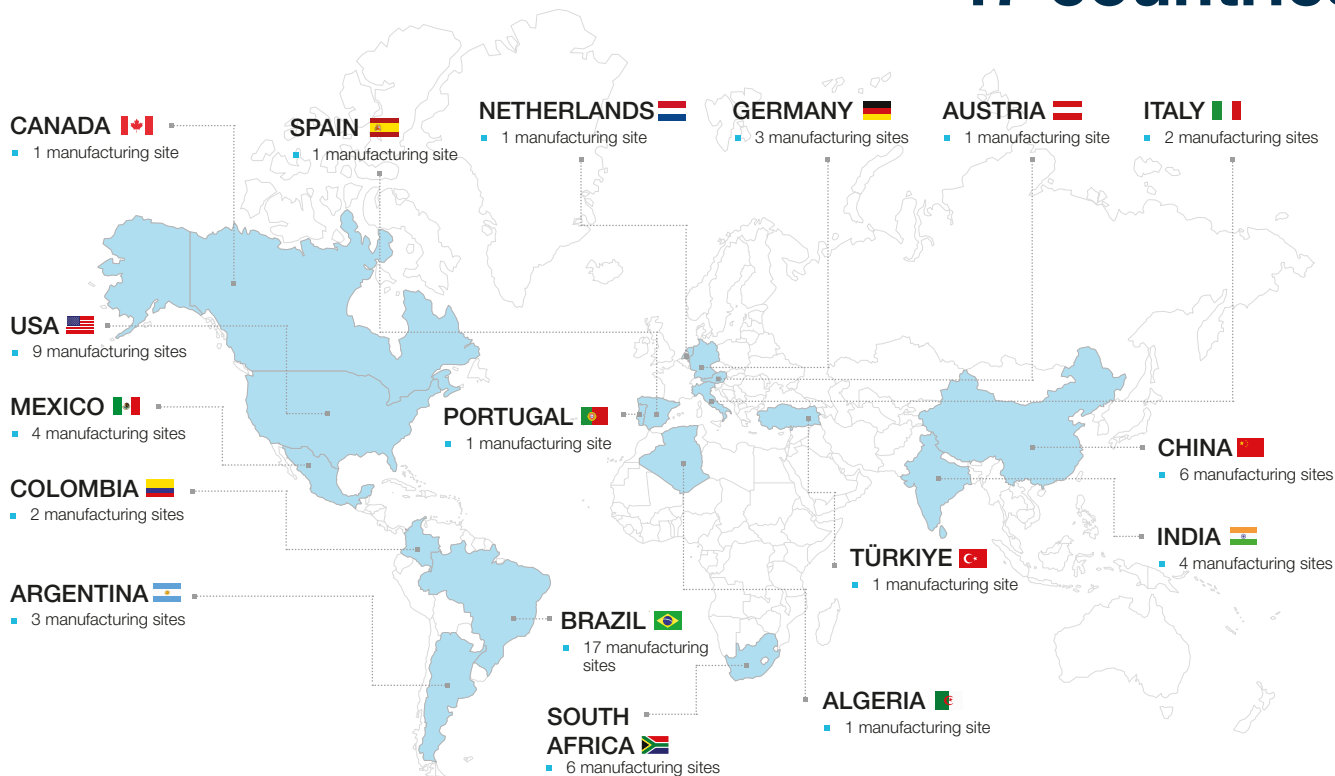 17 countries
CANADA
1 manufacturing site
SPAIN
1 manufacturing site
NETHERLANDS
1 manufacturing site
GERMANY
3 manufacturing sites
AUSTRIA
1 manufacturing site
ITALY
2 manufacturing sites
USA
9 manufacturing sites
MEXICO
4 manufacturing sites
PORTUGAL
1 manufacturing site
CHINA
6 manufacturing sites
COLOMBIA
2 manufacturing sites
INDIA
4 manufacturing sites
TÜRKIYE
1 manufacturing site
ARGENTINA
3 manufacturing sites
BRAZIL
17 manufacturing
sites
ALGERIA
1 manufacturing site
SOUTH
AFRICA
6 manufacturing sites